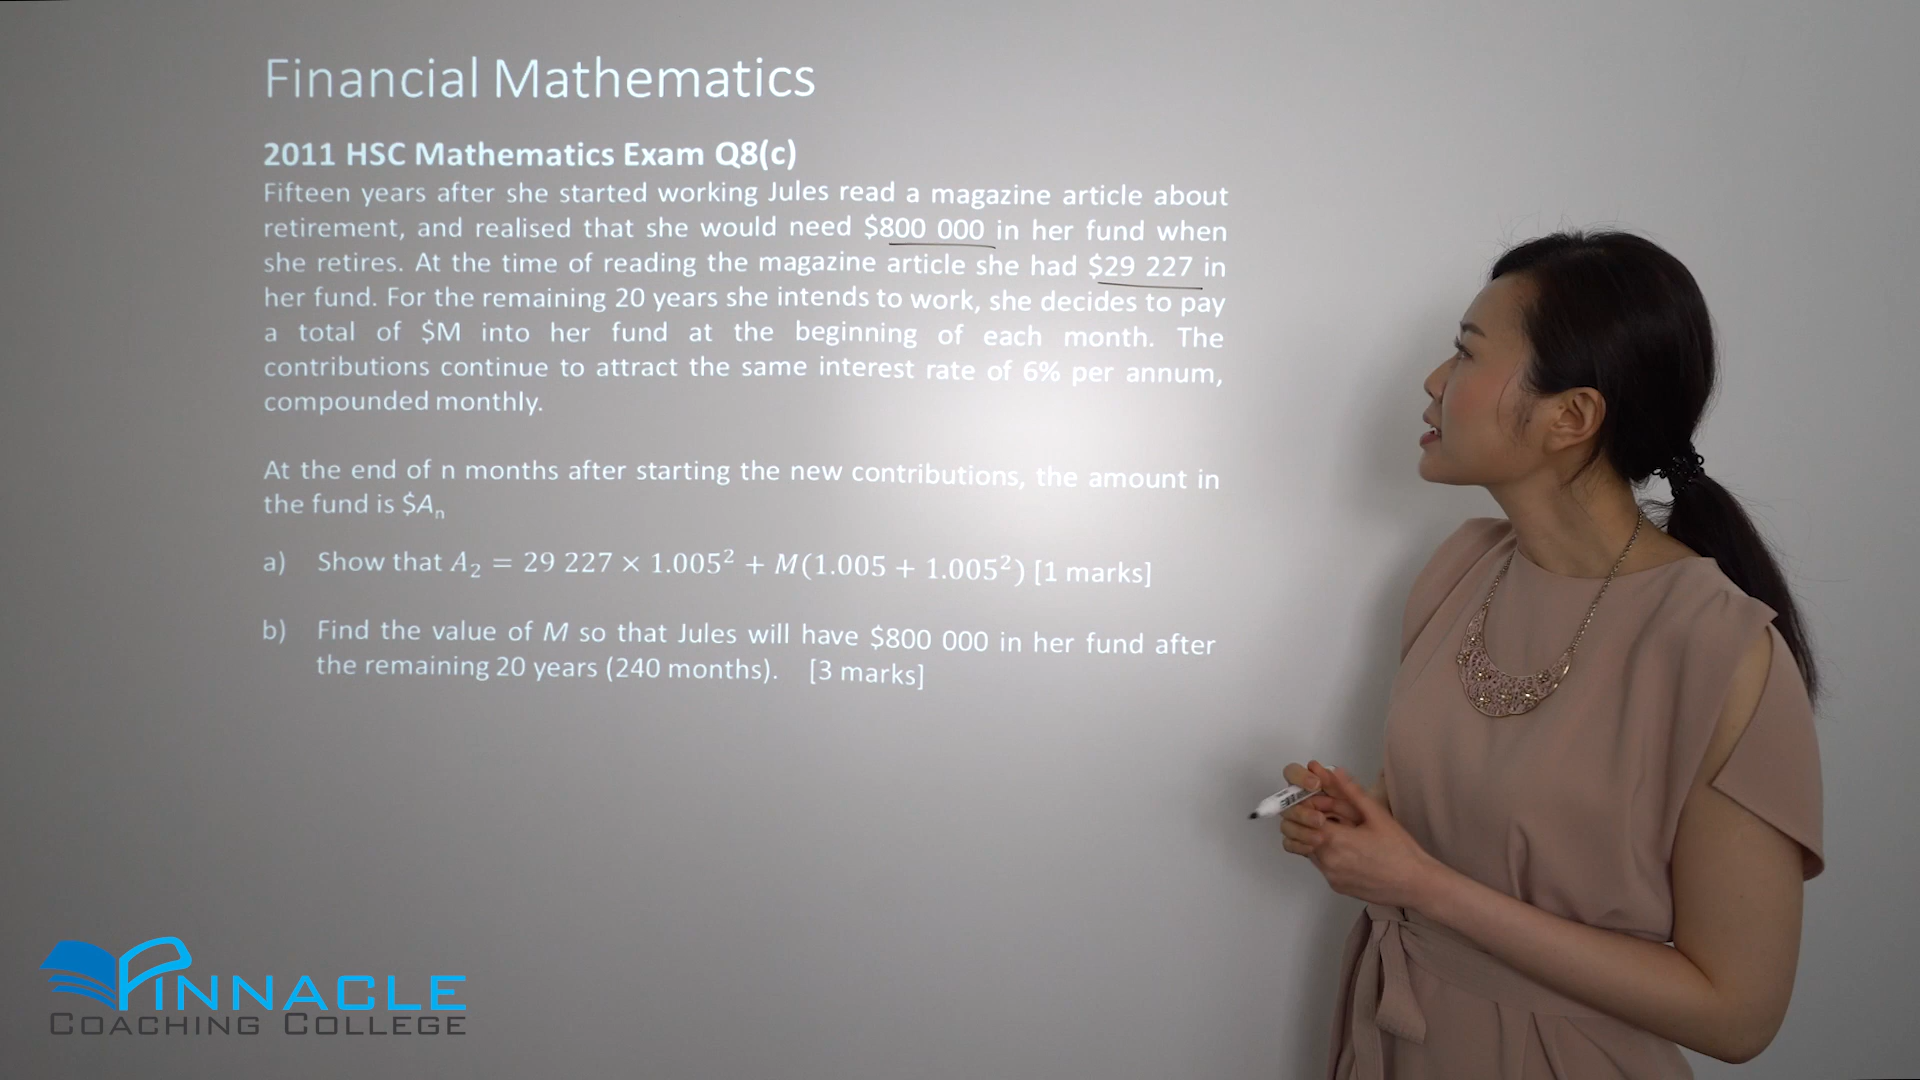 Financial Mathematics
2011 HSC Mathematics Exam Q8(c)
Fifteen years after she started working Jules read a magazine article about
retirement, and realised that she would need $800 000 in her fund when
she retires. At the time of reading the magazine article she had $29 227 in
her fund. For the remaining 20 years she intends to work, she decides to pay
a total of $M into her fund at the beginning of each month. The
contributions continue to attract the same interest rate of 6% per annum,
compounded monthly.
At the end of n months after starting the new contributions, the amount in
the fund is $Aₙ
a) Show that A₂ = 29 227 × 1.005² + M(1.005 + 1.005²) [1 marks]
b) Find the value of M so that Jules will have $800 000 in her fund after
the remaining 20 years (240 months). [3 marks]
PINNACLE
COACHING COLLEGE